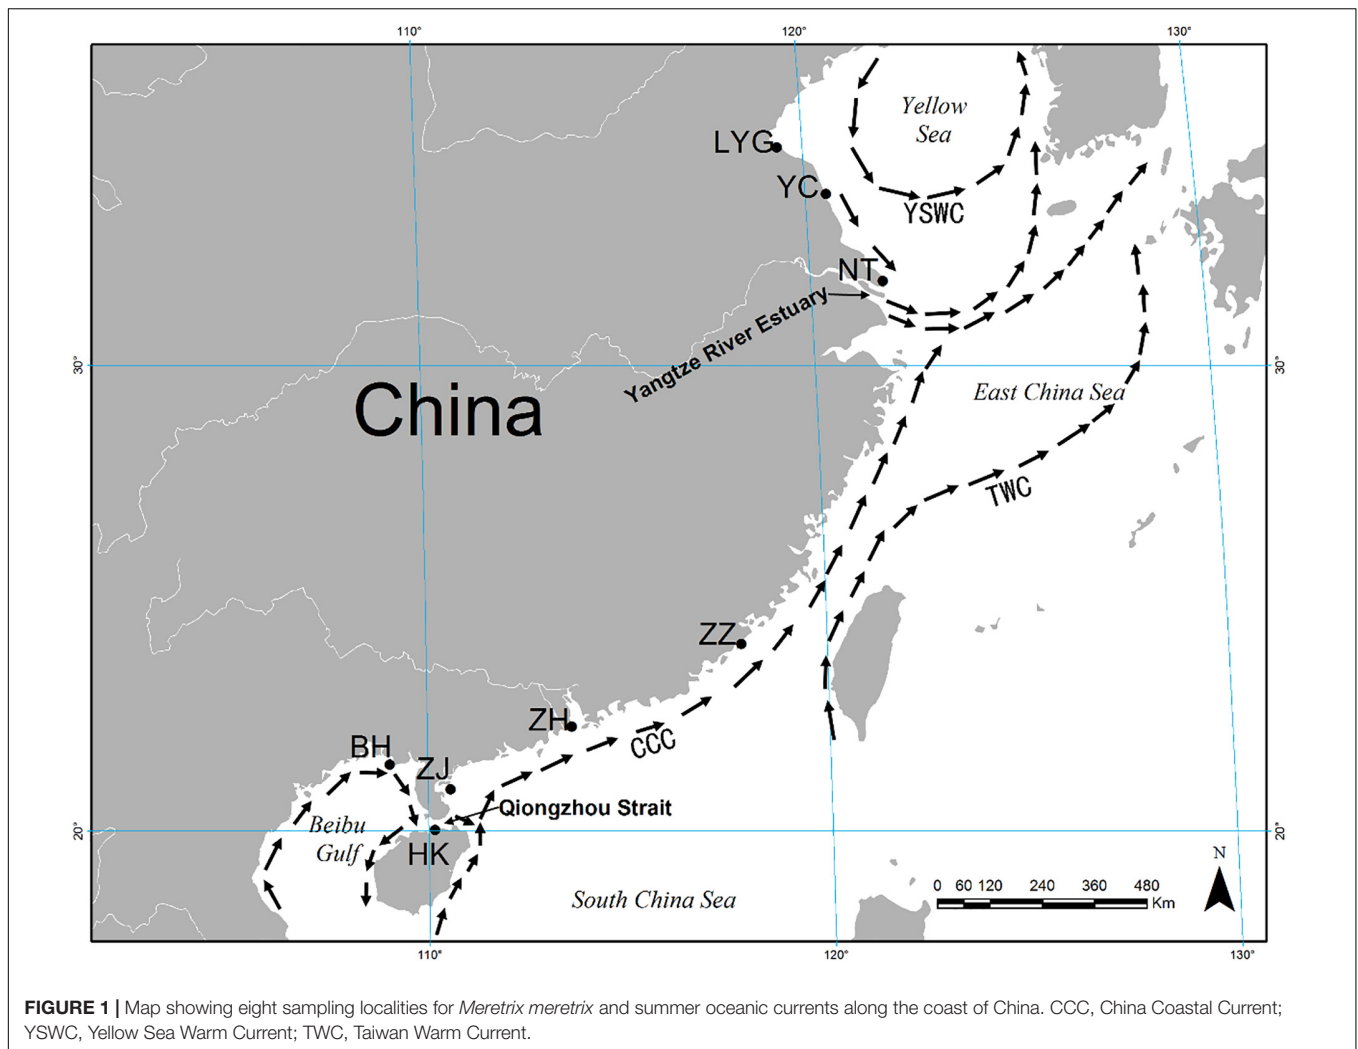 110°
120°
130°
Yellow
Sea
LYG
YC
YSWC
NT
Yangtze River Estuary
30°
30°
China
East China Sea
TWC
ZZ
ZH
CCC
BH
ZJ
Qiongzhou Strait
Beibu
Gulf
20°
20°
HK
South China Sea
N
0 60 120 240 360 480
Km
110°
120°
130°
FIGURE 1 | Map showing eight sampling localities for Meretrix meretrix and summer oceanic currents along the coast of China. CCC, China Coastal Current;
YSWC, Yellow Sea Warm Current; TWC, Taiwan Warm Current.